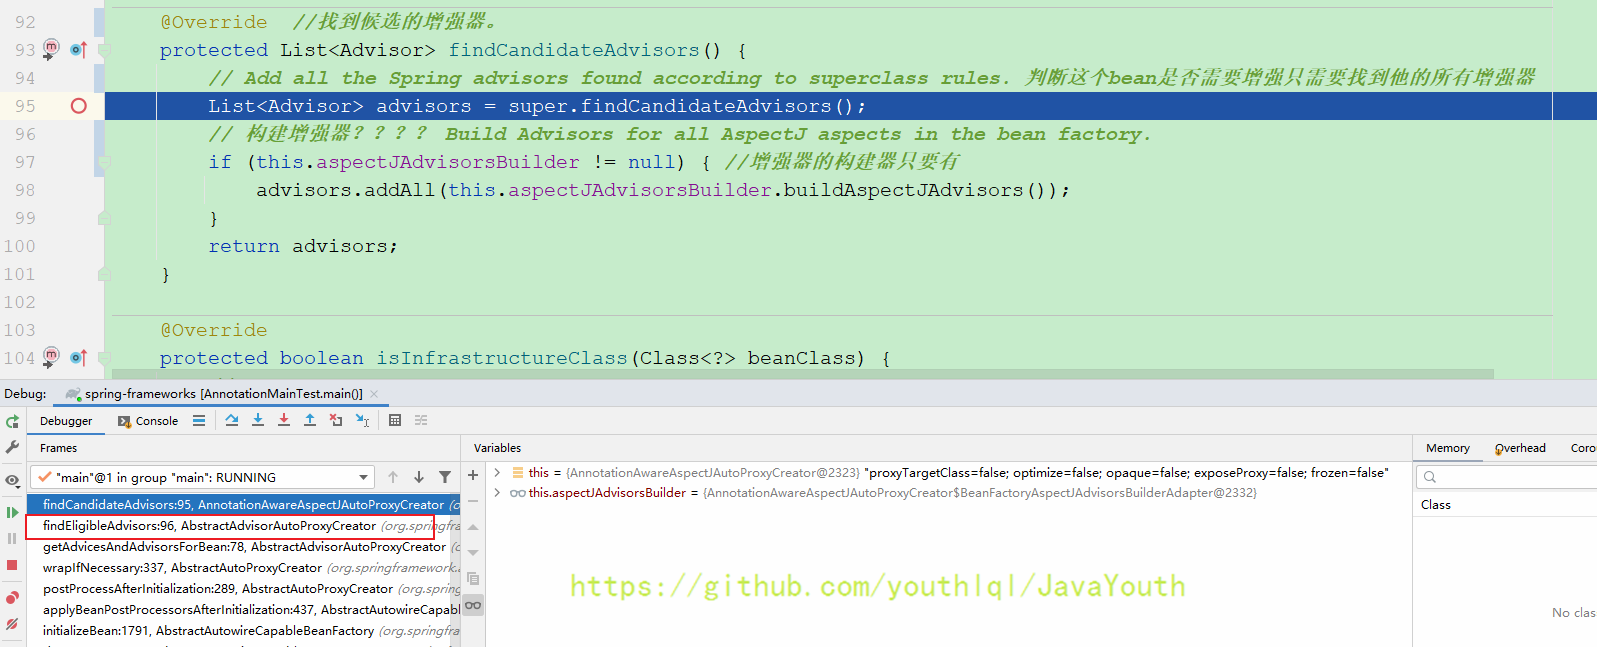 92 @Override //找到候选的增强器。
93 protected List<Advisor> findCandidateAdvisors() {
94 // Add all the Spring advisors found according to superclass rules. 判断这个bean是否需要增强只需要找到他的所有增强器
95 List<Advisor> advisors = super.findCandidateAdvisors();
96 // 构建增强器???? Build Advisors for all AspectJ aspects in the bean factory.
97 if (this.aspectJAdvisorsBuilder != null) { //增强器的构建器只要有
98 advisors.addAll(this.aspectJAdvisorsBuilder.buildAspectJAdvisors());
99 }
100 return advisors;
101 }
102
103 @Override
104 protected boolean isInfrastructureClass(Class<?> beanClass) {
Debug: spring-frameworks [AnnotationMainTest.main()]
Debugger Console
Frames Variables Memory Overhead Coro
"main"@1 in group "main": RUNNING
this = {AnnotationAwareAspectJAutoProxyCreator@2323} "proxyTargetClass=false; optimize=false; opaque=false; exposeProxy=false; frozen=false"
this.aspectJAdvisorsBuilder = {AnnotationAwareAspectJAutoProxyCreator$BeanFactoryAspectJAdvisorsBuilderAdapter@2332}
Class
findCandidateAdvisors:95, AnnotationAwareAspectJAutoProxyCreator (o
findEligibleAdvisors:96, AbstractAdvisorAutoProxyCreator (org.springfra
getAdvicesAndAdvisorsForBean:78, AbstractAdvisorAutoProxyCreator (o
wrapIfNecessary:337, AbstractAutoProxyCreator (org.springframework.
postProcessAfterInitialization:289, AbstractAutoProxyCreator (org.spring
applyBeanPostProcessorsAfterInitialization:437, AbstractAutowireCapable
initializeBean:1791, AbstractAutowireCapableBeanFactory (org.springfra
https://github.com/youthlql/JavaYouth
No clas